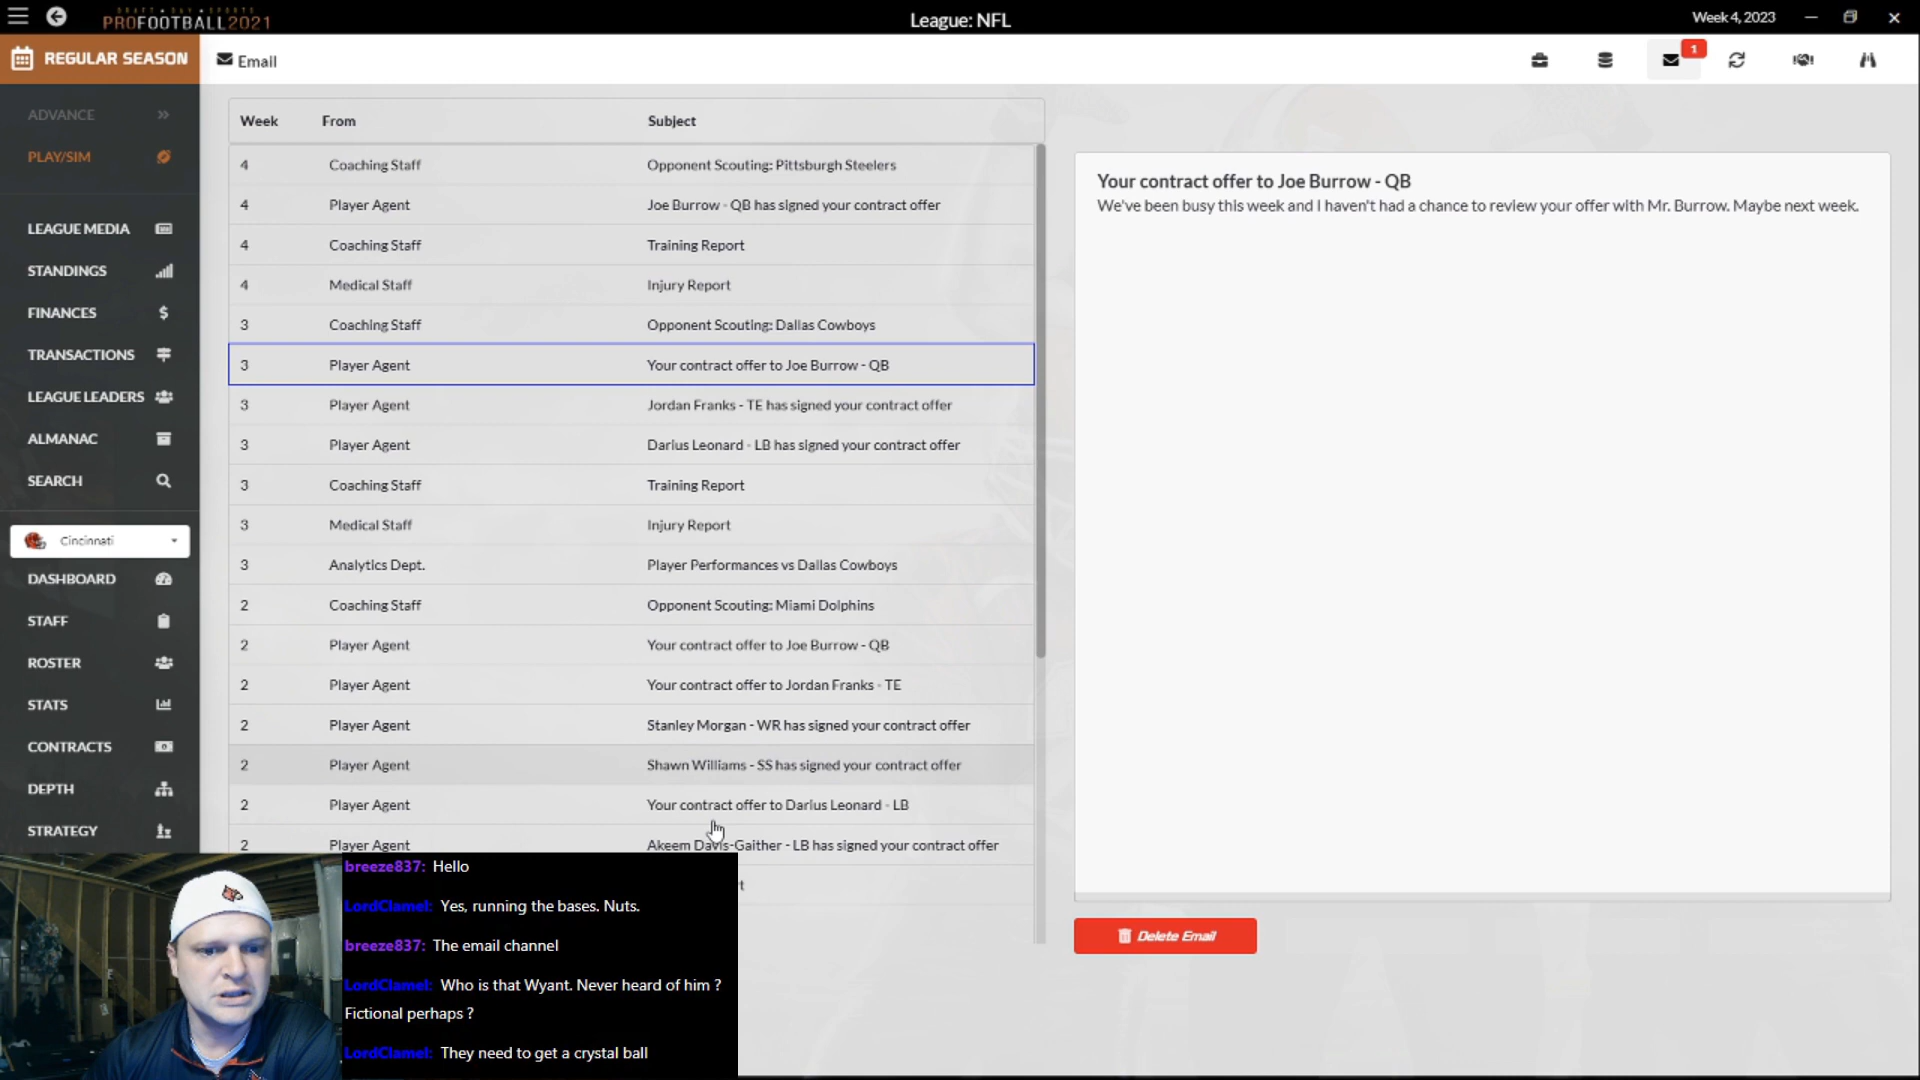 DRAFT DAY SPORTS
PROFOOTBALL2021
League: NFL
Week 4, 2023
REGULAR SEASON
Email
1
ADVANCE
PLAY/SIM
LEAGUE MEDIA
STANDINGS
FINANCES
$
TRANSACTIONS
LEAGUE LEADERS
ALMANAC
SEARCH
Cincinnati
DASHBOARD
STAFF
ROSTER
STATS
CONTRACTS
DEPTH
STRATEGY
Week From Subject
4 Coaching Staff Opponent Scouting: Pittsburgh Steelers
4 Player Agent Joe Burrow - QB has signed your contract offer
4 Coaching Staff Training Report
4 Medical Staff Injury Report
3 Coaching Staff Opponent Scouting: Dallas Cowboys
3 Player Agent Your contract offer to Joe Burrow - QB
3 Player Agent Jordan Franks - TE has signed your contract offer
3 Player Agent Darius Leonard - LB has signed your contract offer
3 Coaching Staff Training Report
3 Medical Staff Injury Report
3 Analytics Dept. Player Performances vs Dallas Cowboys
2 Coaching Staff Opponent Scouting: Miami Dolphins
2 Player Agent Your contract offer to Joe Burrow - QB
2 Player Agent Your contract offer to Jordan Franks - TE
2 Player Agent Stanley Morgan - WR has signed your contract offer
2 Player Agent Shawn Williams - SS has signed your contract offer
2 Player Agent Your contract offer to Darius Leonard - LB
2 Player Agent Akeem Davis-Gaither - LB has signed your contract offer
t
Your contract offer to Joe Burrow - QB
We've been busy this week and I haven't had a chance to review your offer with Mr. Burrow. Maybe next week.
Delete Email
breeze837: Hello
LordClamel: Yes, running the bases. Nuts.
breeze837: The email channel
LordClamel: Who is that Wyant. Never heard of him ?
Fictional perhaps ?
LordClamel: They need to get a crystal ball